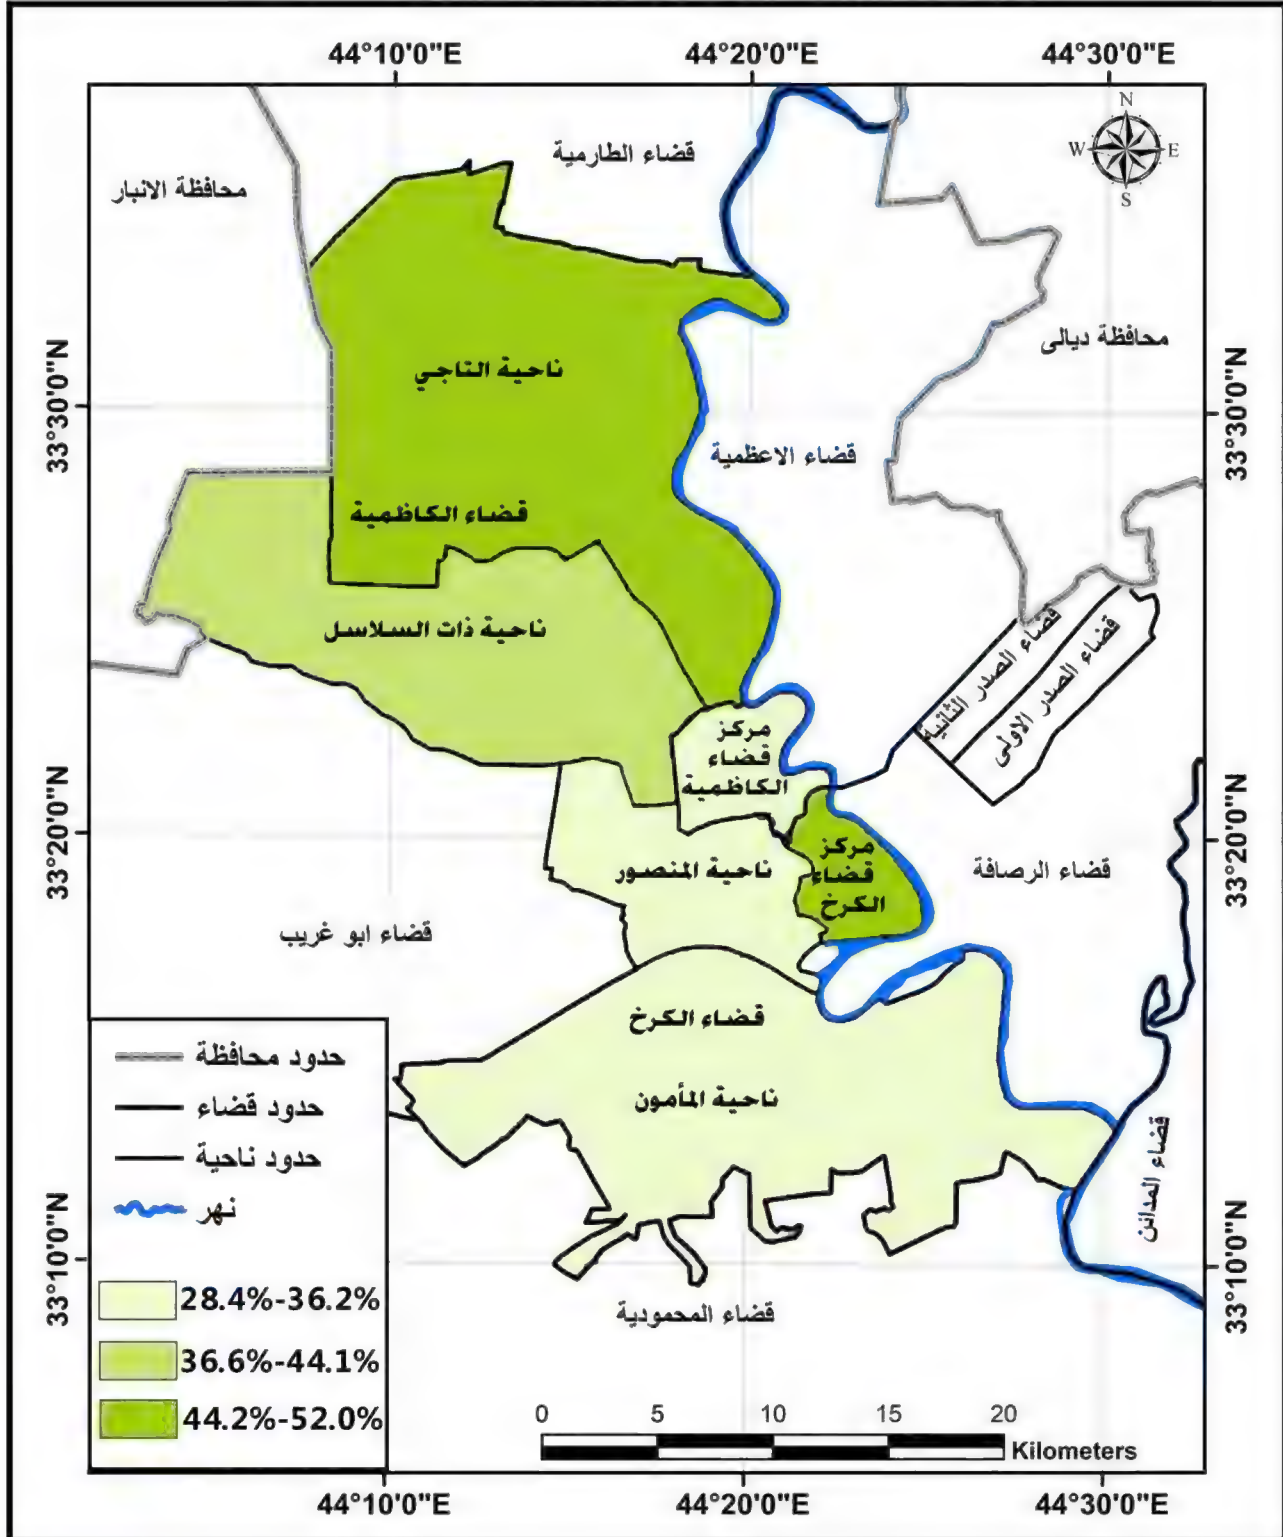 44°10'0"E
44°20'0"E
44°30'0"E
N
W
E
S
قضاء الطارمية
محافظة الانبار
محافظة ديالى
ناحية التاجي
33°30'0"N
33°30'0"N
قضاء الاعظمية
قضاء الكاظمية
ناحية ذات السلاسل
قضاء الصدر الثانية
قضاء الصدر الاولى
مركز
قضاء
الكاظمية
33°20'0"N
33°20'0"N
مركز
قضاء
الكرخ
ناحية المنصور
قضاء الرصافة
قضاء ابو غريب
قضاء الكرخ
ناحية المأمون
قضاء المدائن
حدود محافظة
حدود قضاء
حدود ناحية
نهر
33°10'0"N
33°10'0"N
28.4%-36.2%
36.6%-44.1%
44.2%-52.0%
قضاء المحمودية
0 5 10 15 20
Kilometers
44°10'0"E
44°20'0"E
44°30'0"E